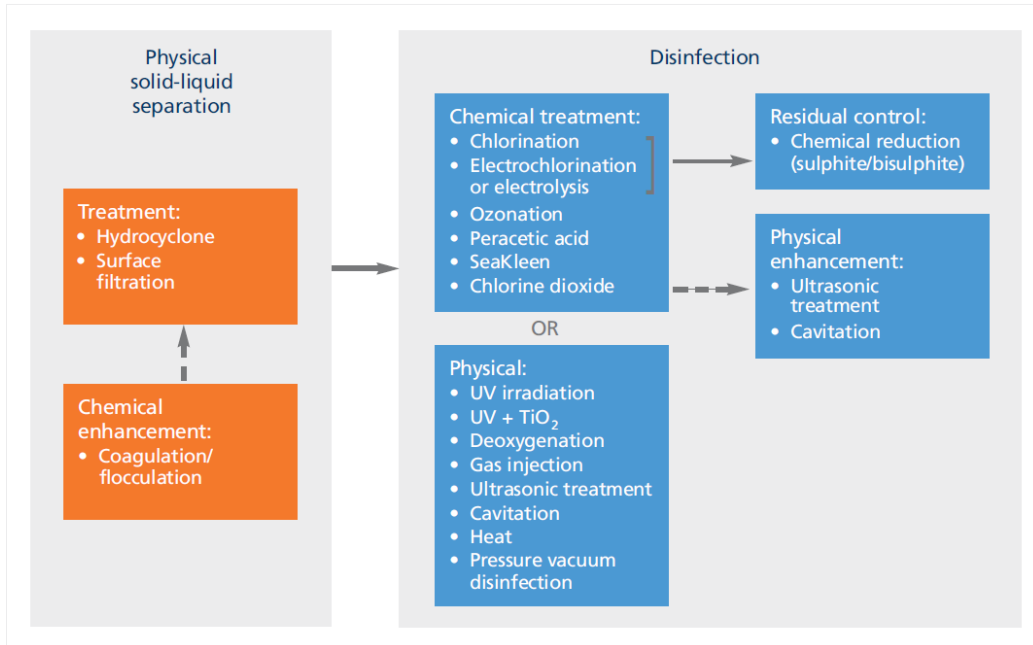 Physical
solid-liquid
separation
Treatment:
• Hydrocyclone
• Surface
filtration
Chemical
enhancement:
• Coagulation/
flocculation
Disinfection
Chemical treatment:
• Chlorination
• Electrochlorination
or electrolysis
• Ozonation
• Peracetic acid
• SeaKleen
• Chlorine dioxide
OR
Physical:
• UV irradiation
• UV + TiO₂
• Deoxygenation
• Gas injection
• Ultrasonic treatment
• Cavitation
• Heat
• Pressure vacuum
disinfection
Residual control:
• Chemical reduction
(sulphite/bisulphite)
Physical
enhancement:
• Ultrasonic
treatment
• Cavitation